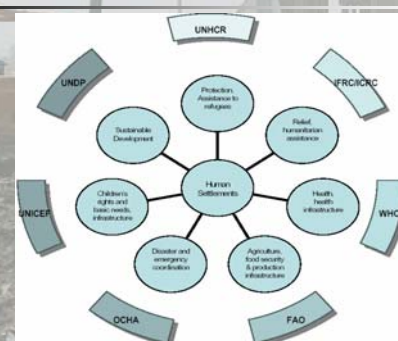 UNHCR
UNDP
IFRC/ICRC
Protection,
Assistance to
refugees
Sustainable
Development
Relief,
humanitarian
assistance
Human
Settlements
Children's
rights and
basic needs,
infrastructure
Health,
health
infrastructure
UNICEF
WHO
Disaster and
emergency
coordination
Agriculture,
food security
& production
infrastructure
OCHA
FAO